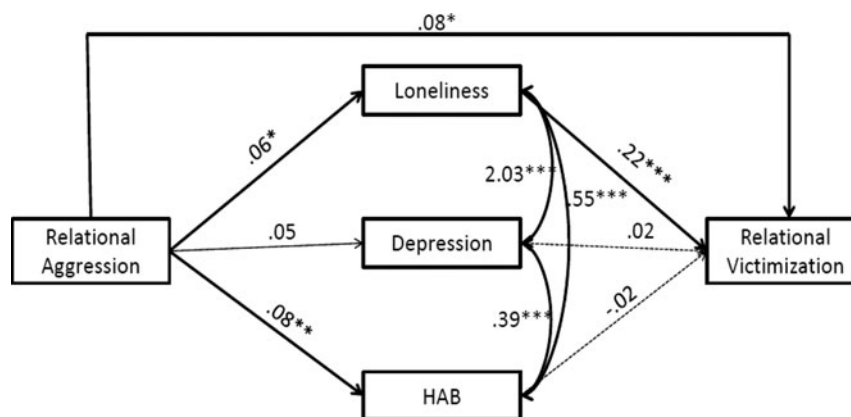 .08*
Loneliness
.06*
.22***
2.03***
.55***
Relational
Aggression
.05
Depression
.02
Relational
Victimization
.08**
.39***
-.02
HAB